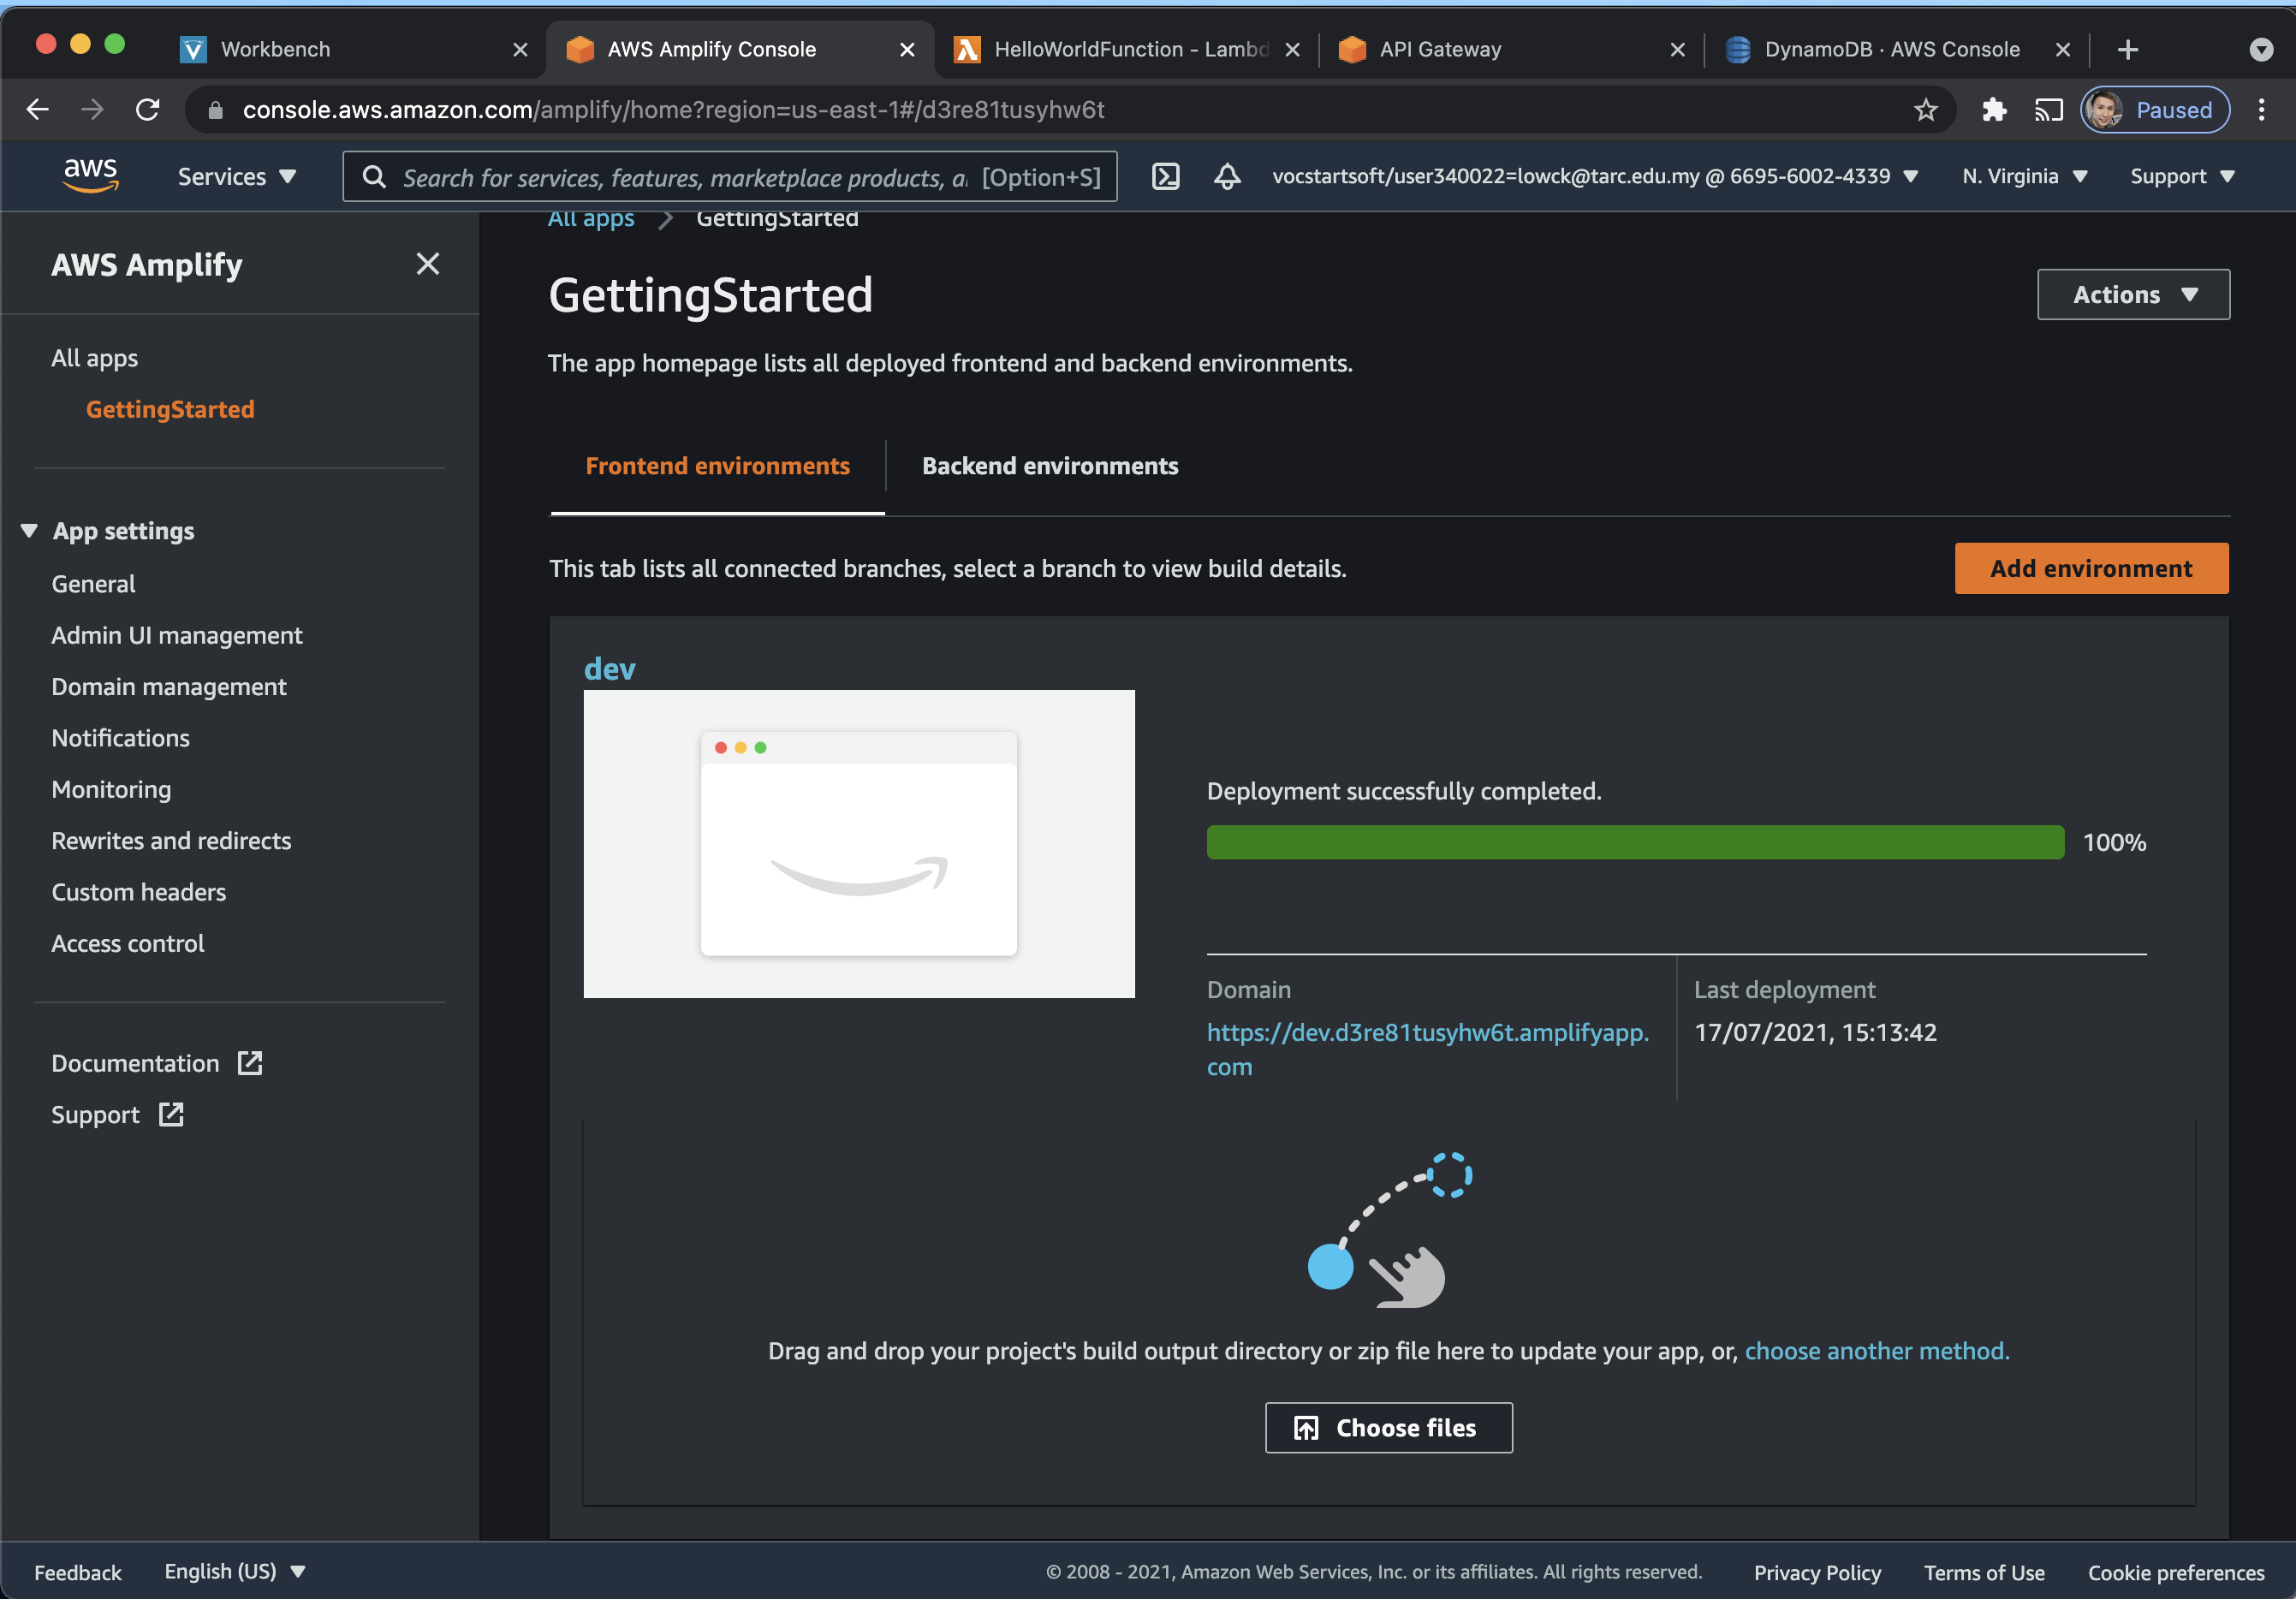 Workbench
AWS Amplify Console
HelloWorldFunction - Lambd
API Gateway
DynamoDB · AWS Console
console.aws.amazon.com/amplify/home?region=us-east-1#/d3re81tusyhw6t
Paused
aws
Services
Search for services, features, marketplace products, a
[Option+S]
vocstartsoft/user340022=lowck@tarc.edu.my @ 6695-6002-4339
N. Virginia
Support
AWS Amplify
All apps
GettingStarted
App settings
General
Admin UI management
Domain management
Notifications
Monitoring
Rewrites and redirects
Custom headers
Access control
Documentation
Support
All apps
GettingStarted
GettingStarted
Actions
The app homepage lists all deployed frontend and backend environments.
Frontend environments
Backend environments
This tab lists all connected branches, select a branch to view build details.
Add environment
dev
Deployment successfully completed.
100%
Domain
https://dev.d3re81tusyhw6t.amplifyapp.
com
Last deployment
17/07/2021, 15:13:42
Drag and drop your project's build output directory or zip file here to update your app, or, choose another method.
Choose files
Feedback
English (US)
© 2008 - 2021, Amazon Web Services, Inc. or its affiliates. All rights reserved.
Privacy Policy
Terms of Use
Cookie preferences